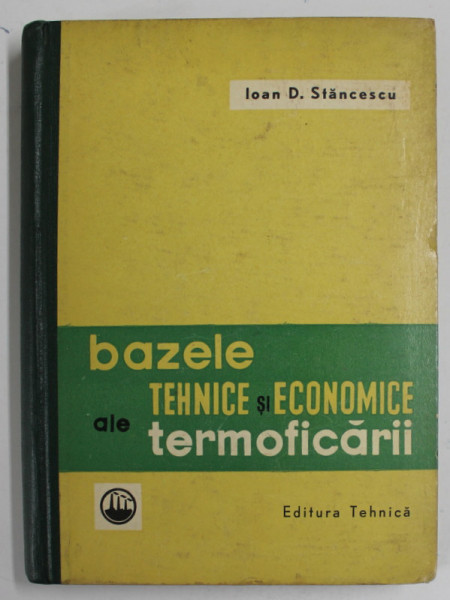 Ioan D. Stăncescu
bazele
TEHNICE și ECONOMICE
ale termoficării
Editura Tehnică